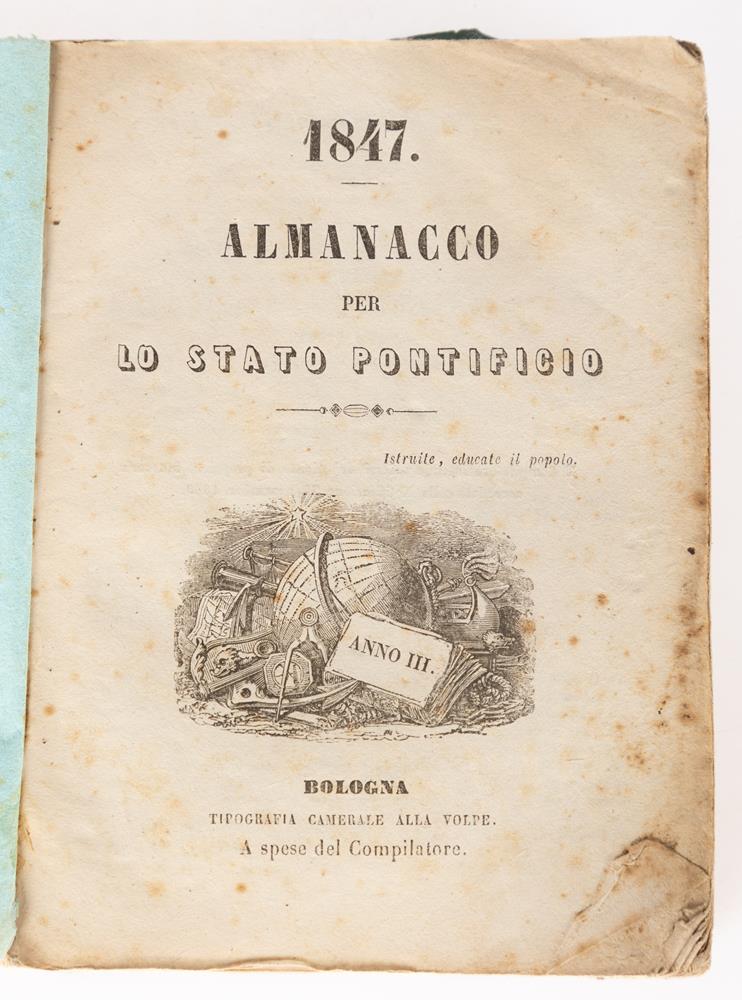 1847.
ALMANACCO
PER
LO STATO PONTIFICIO
Istruite, educate il popolo.
ANNO III.
BOLOGNA
TIPOGRAFIA CAMERALE ALLA VOLPE.
A spese del Compilatore.